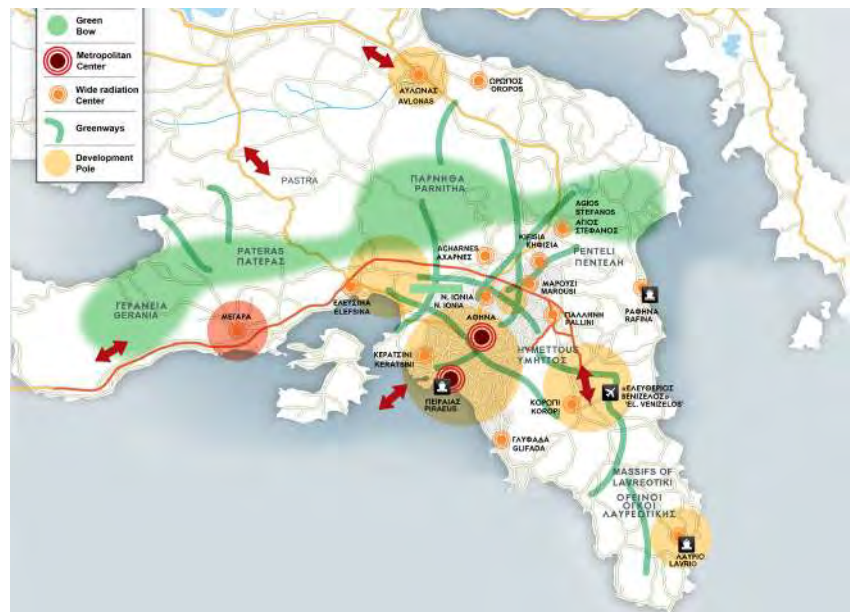 Green
Bow
Metropolitan
Center
Wide radiation
Center
Greenways
Development
Pole
ΑΥΛΩΝΑΣ
AVLONAS
ΩΡΩΠΟΣ
OROPOS
PASTRA
ΠΑΡΝΗΘΑ
PARNITHA
AGIOS
STEFANOS
ΑΓΙΟΣ
ΣΤΕΦΑΝΟΣ
KIFISIA
ΚΗΦΙΣΙΑ
ACHARNES
ΑΧΑΡΝΕΣ
PENTELI
ΠΕΝΤΕΛΗ
PATERAS
ΠΑΤΕΡΑΣ
ΜΑΡΟΥΣΙ
MAROUSI
ΓΕΡΑΝΕΙΑ
GERANIA
ΕΛΕΥΣΙΝΑ
ELEFSINA
Ν. ΙΩΝΙΑ
N. IONIA
ΡΑΦΗΝΑ
RAFINA
ΜΕΓΑΡΑ
ΑΘΗΝΑ
ΠΑΛΛΗΝΗ
PALLINI
ΚΕΡΑΤΣΙΝΙ
KERATSINI
HYMETTOUS
ΥΜΗΤΤΟΣ
ΠΕΙΡΑΙΑΣ
PIRAEUS
ΚΟΡΩΠΙ
KOROPI
«ΕΛΕΥΘΕΡΙΟΣ
ΒΕΝΙΖΕΛΟΣ»
"EL. VENIZELOS"
ΓΛΥΦΑΔΑ
GLIFADA
MASSIFS OF
LAVREOTIKI
ΟΡΕΙΝΟΙ
ΟΓΚΟΙ
ΛΑΥΡΕΩΤΙΚΗΣ
ΛΑΥΡΙΟ
LAVRIO